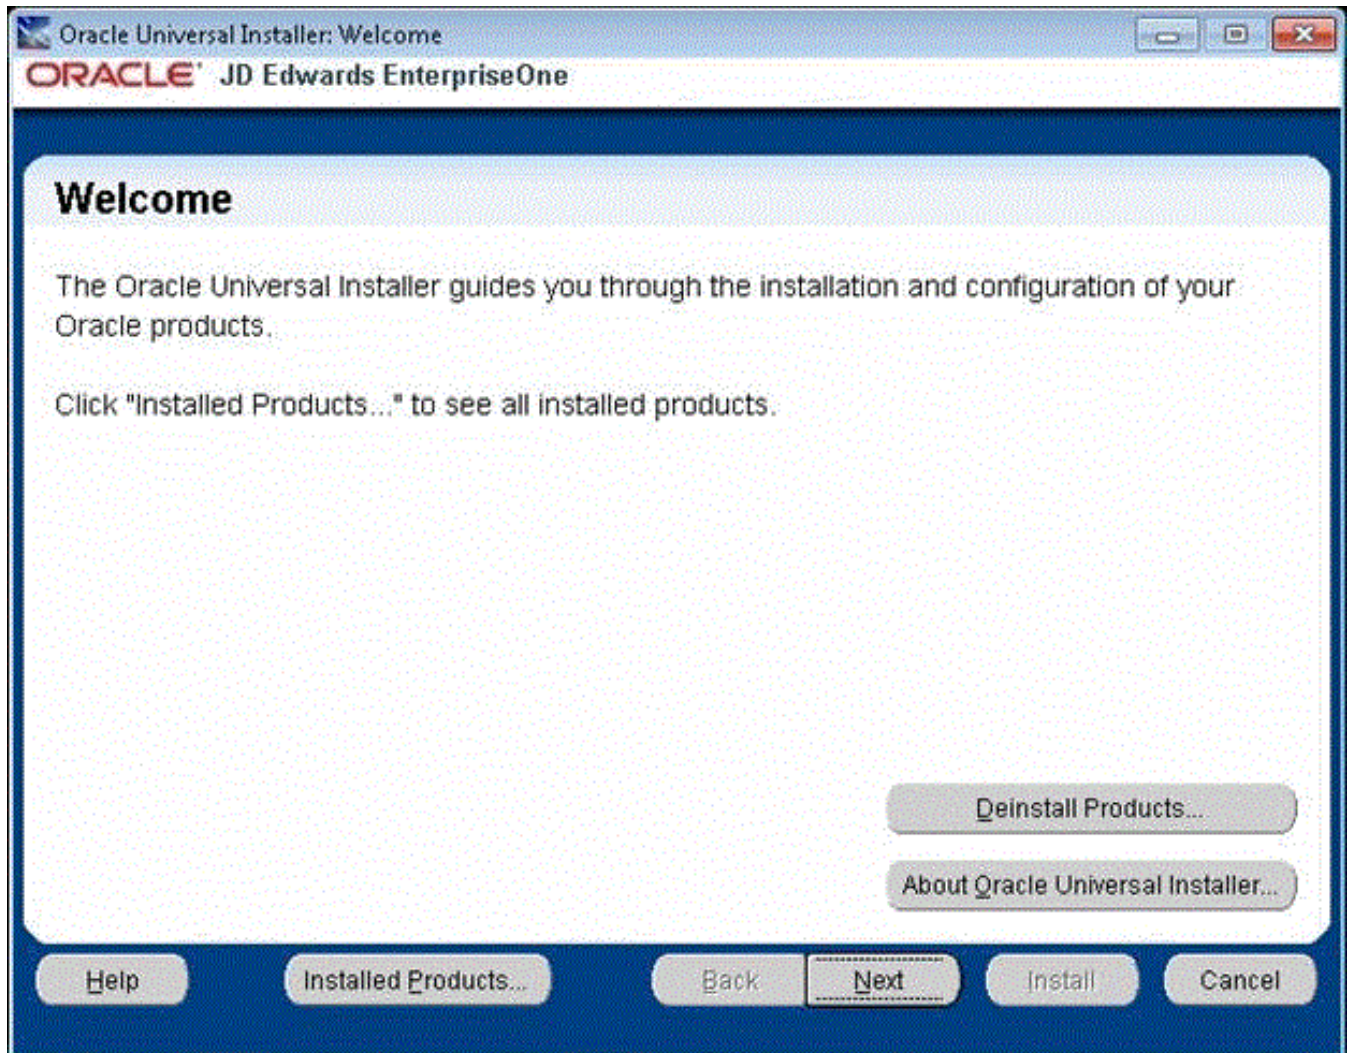 Oracle Universal Installer: Welcome
ORACLE' JD Edwards EnterpriseOne
Welcome
The Oracle Universal Installer guides you through the installation and configuration of your
Oracle products.
Click "Installed Products..." to see all installed products.
Deinstall Products...
About Oracle Universal Installer...
Help Installed Products... Back Next Install Cancel